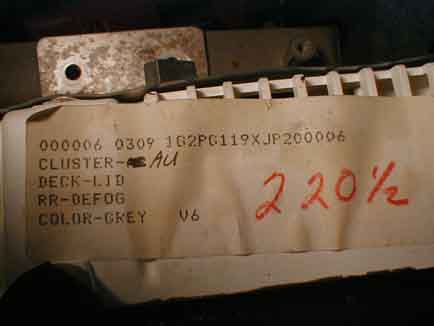 000006 0309 1G2PG119XJP200006
CLUSTER- AU
DECK-LID
RR-DEFOG
COLOR-GREY V6
220½